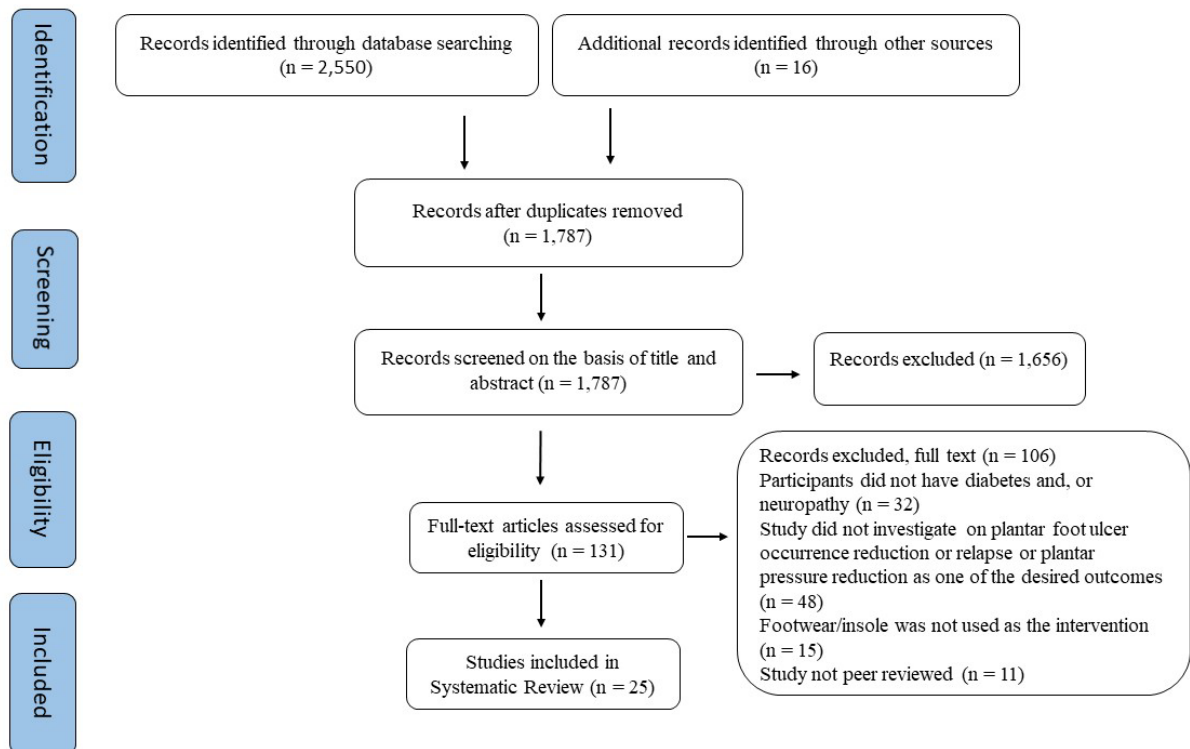 Identification
Records identified through database searching
(n = 2,550)
Additional records identified through other sources
(n = 16)
Records after duplicates removed
(n = 1,787)
Screening
Records screened on the basis of title and
abstract (n = 1,787)
Records excluded (n = 1,656)
Eligibility
Full-text articles assessed for
eligibility (n = 131)
Records excluded, full text (n = 106)
Participants did not have diabetes and, or
neuropathy (n = 32)
Study did not investigate on plantar foot ulcer
occurrence reduction or relapse or plantar
pressure reduction as one of the desired outcomes
(n = 48)
Footwear/insole was not used as the intervention
(n = 15)
Study not peer reviewed (n = 11)
Included
Studies included in
Systematic Review (n = 25)